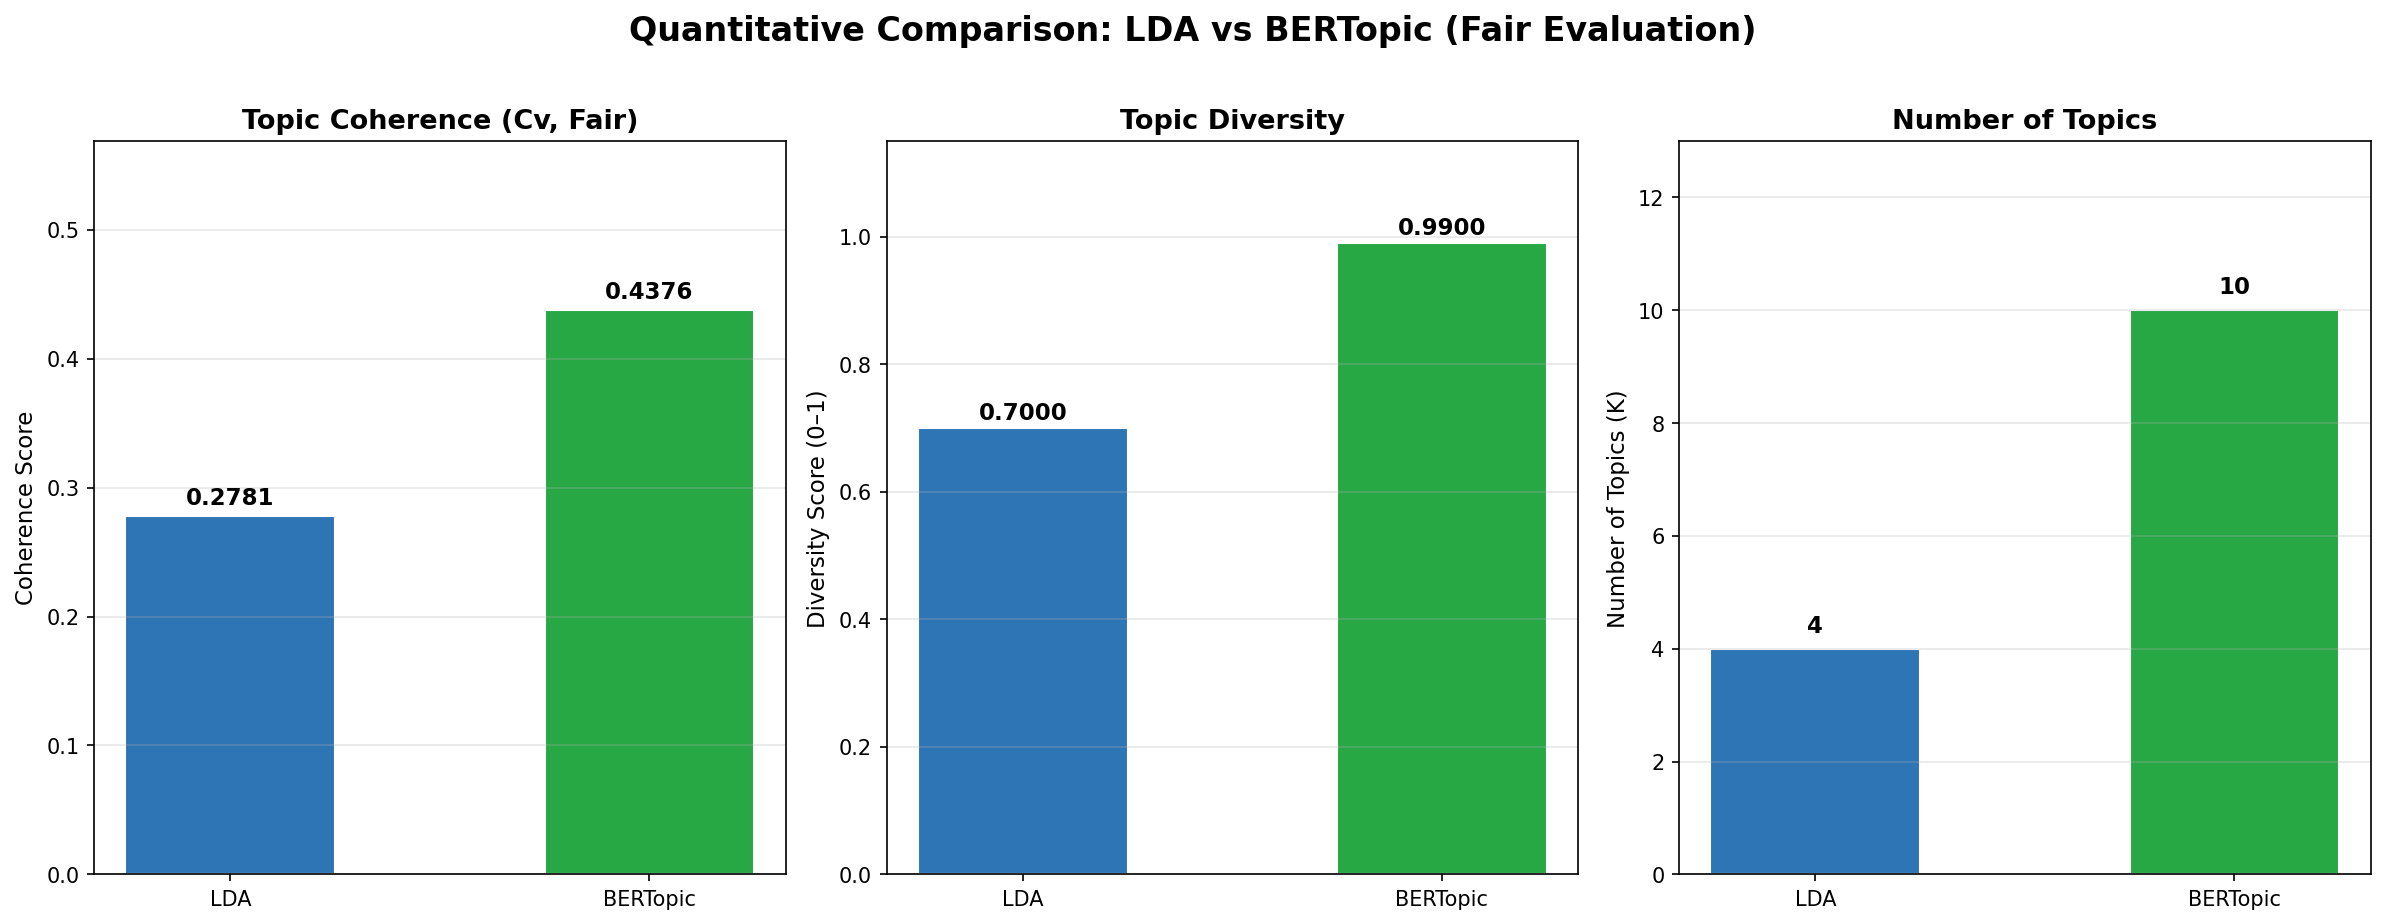 Quantitative Comparison: LDA vs BERTopic (Fair Evaluation)
Topic Coherence (Cv, Fair)
Coherence Score
0.5
0.4
0.3
0.2
0.1
0.0
0.2781
0.4376
LDA
BERTopic
Topic Diversity
Diversity Score (0–1)
1.0
0.8
0.6
0.4
0.2
0.0
0.7000
0.9900
LDA
BERTopic
Number of Topics
Number of Topics (K)
12
10
8
6
4
2
0
4
10
LDA
BERTopic